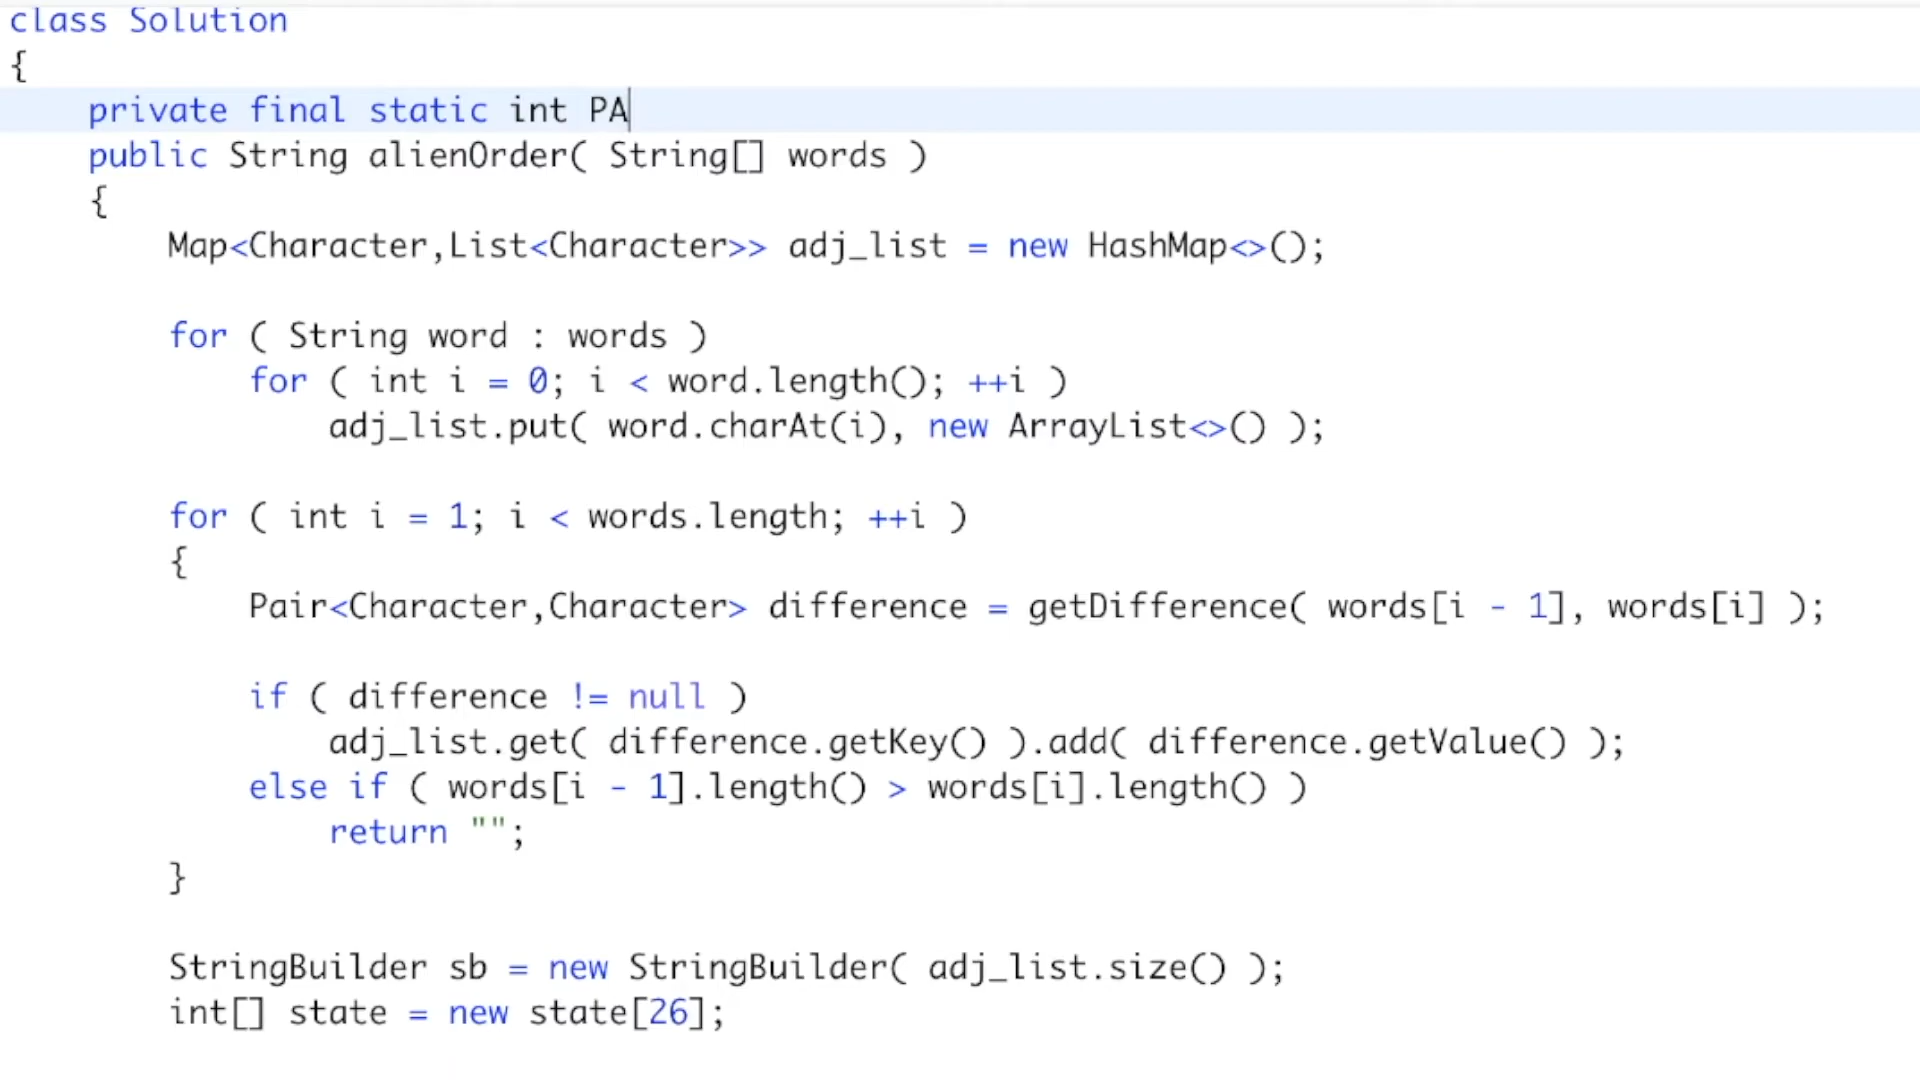 class Solution
{
    private final static int PA
    public String alienOrder( String[] words )
    {
        Map<Character,List<Character>> adj_list = new HashMap<>();

        for ( String word : words )
            for ( int i = 0; i < word.length(); ++i )
                adj_list.put( word.charAt(i), new ArrayList<>() );

        for ( int i = 1; i < words.length; ++i )
        {
            Pair<Character,Character> difference = getDifference( words[i - 1], words[i] );

            if ( difference != null )
                adj_list.get( difference.getKey() ).add( difference.getValue() );
            else if ( words[i - 1].length() > words[i].length() )
                return "";
        }

        StringBuilder sb = new StringBuilder( adj_list.size() );
        int[] state = new state[26];